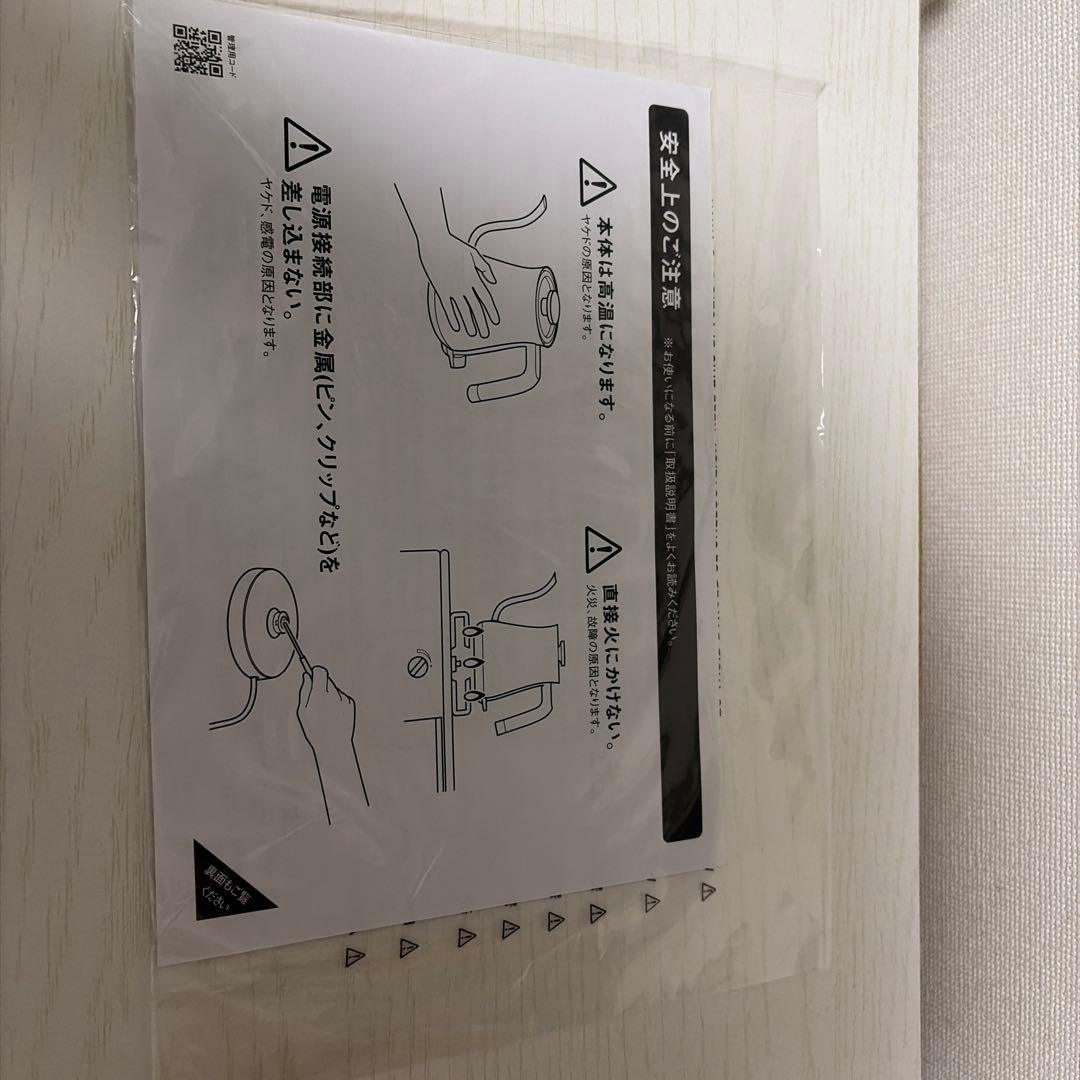 安全上のご注意 ※お使いになる前に「取扱説明書」をよくお読みください。
本体は高温になります。
ヤケドの原因となります。
直接火にかけない。
火災、故障の原因となります。
電源接続部に金属(ピン、クリップなど)を
差し込まない。
ヤケド、感電の原因となります。
管理用コード
裏面もご覧
ください